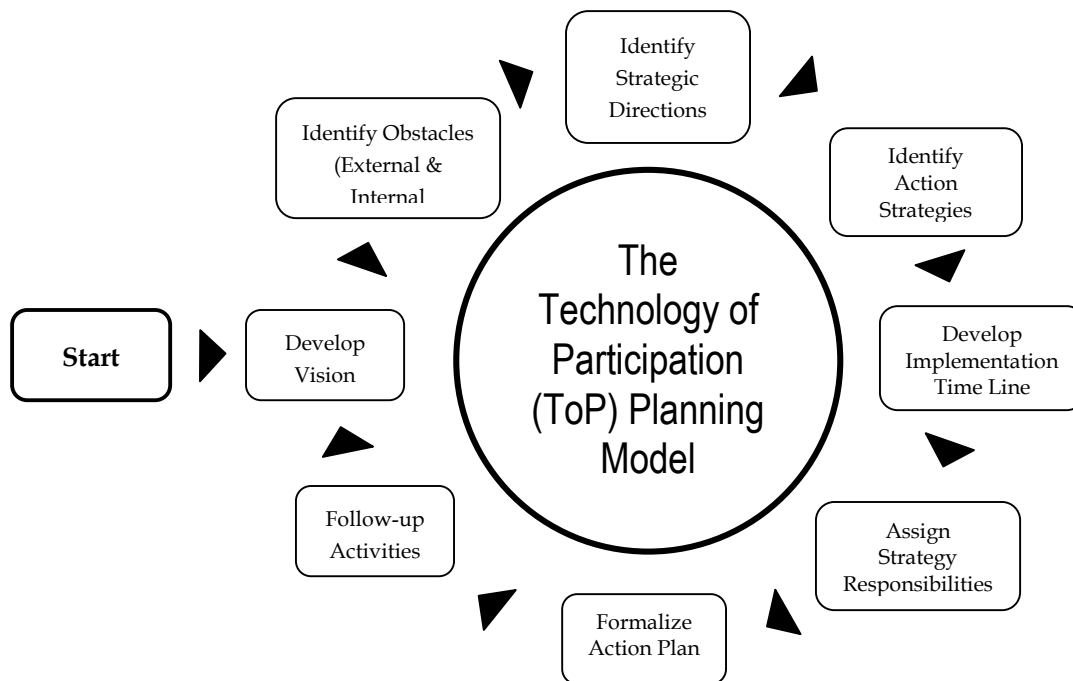 Start
Develop
Vision
Identify Obstacles
(External &
Internal
Identify
Strategic
Directions
Identify
Action
Strategies
Develop
Implementation
Time Line
Assign
Strategy
Responsibilities
Formalize
Action Plan
Follow-up
Activities
The
Technology of
Participation
(ToP) Planning
Model